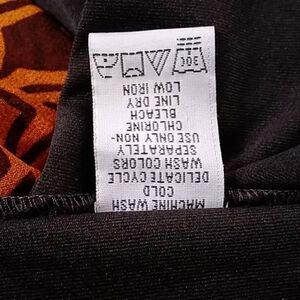 MACHINE WASH
COLD
DELICATE CYCLE
WASH COLORS
SEPARATELY
USE ONLY NON-
CHLORINE
BLEACH
LINE DRY
LOW IRON
30C